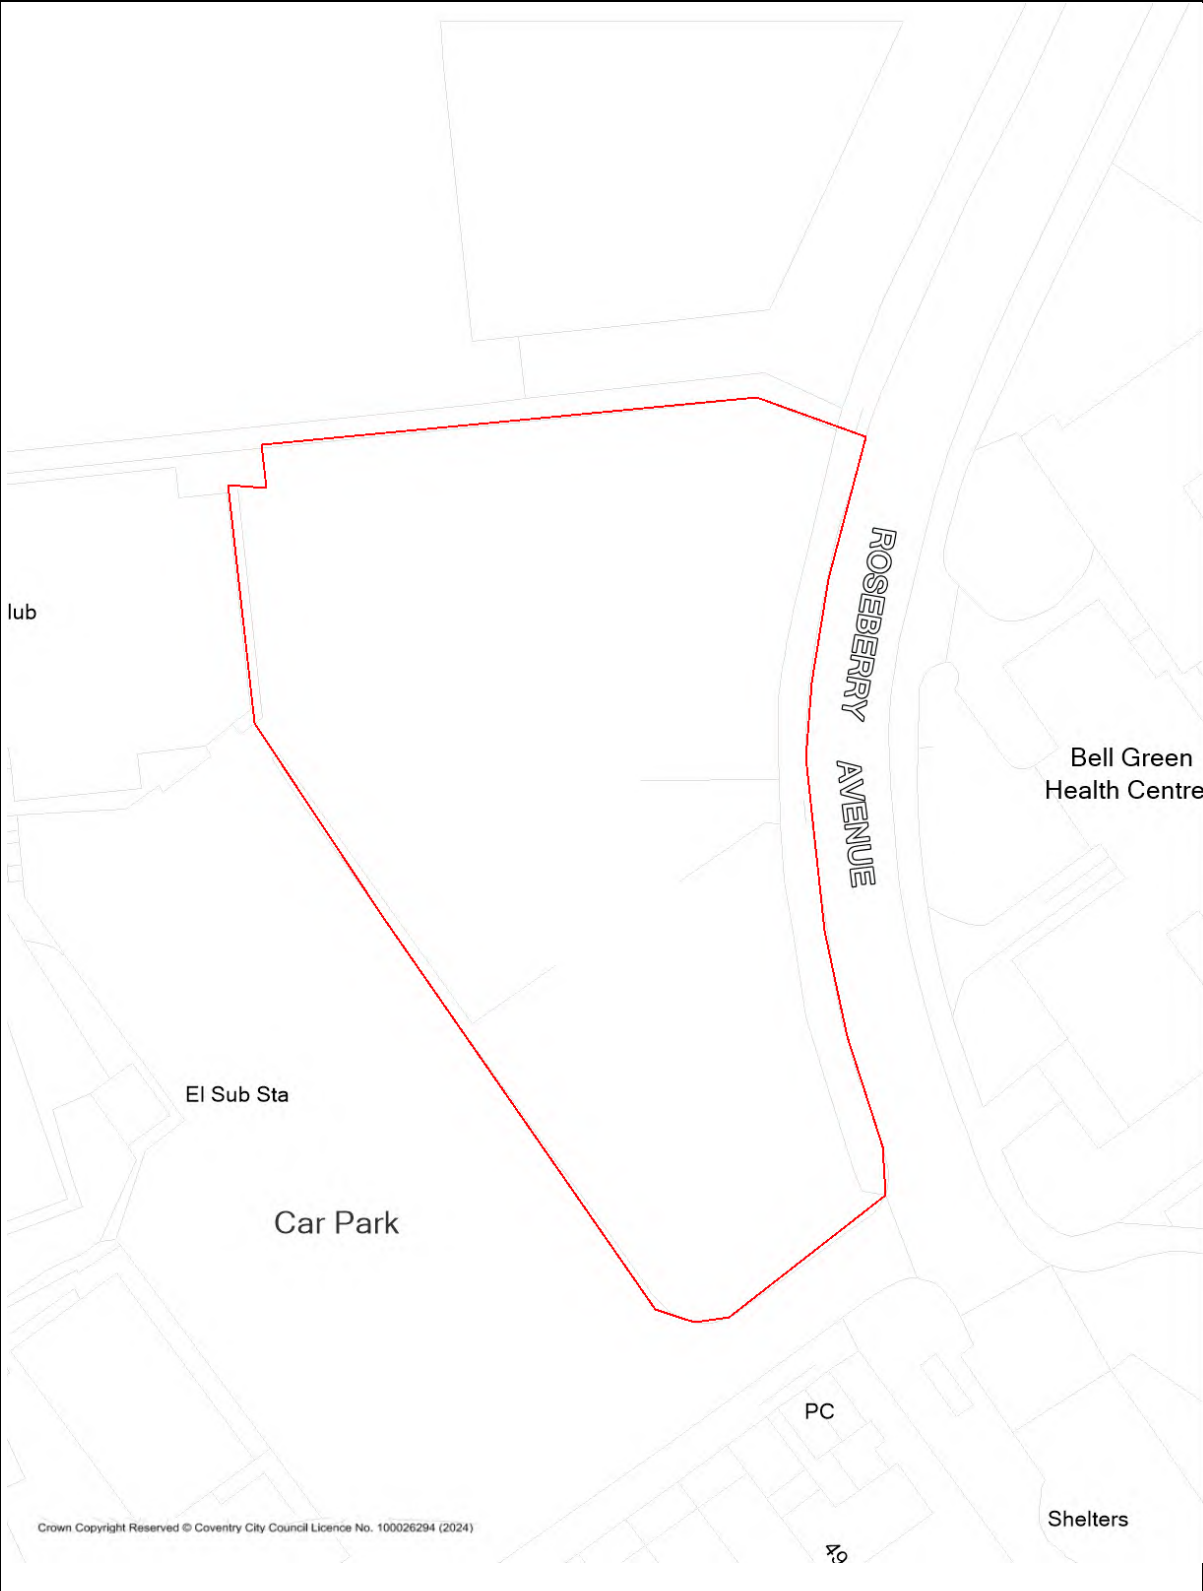 ROSEBERRY AVENUE
lub
Bell Green
Health Centre
El Sub Sta
Car Park
PC
Shelters
Crown Copyright Reserved © Coventry City Council Licence No. 100026294 (2024)
49